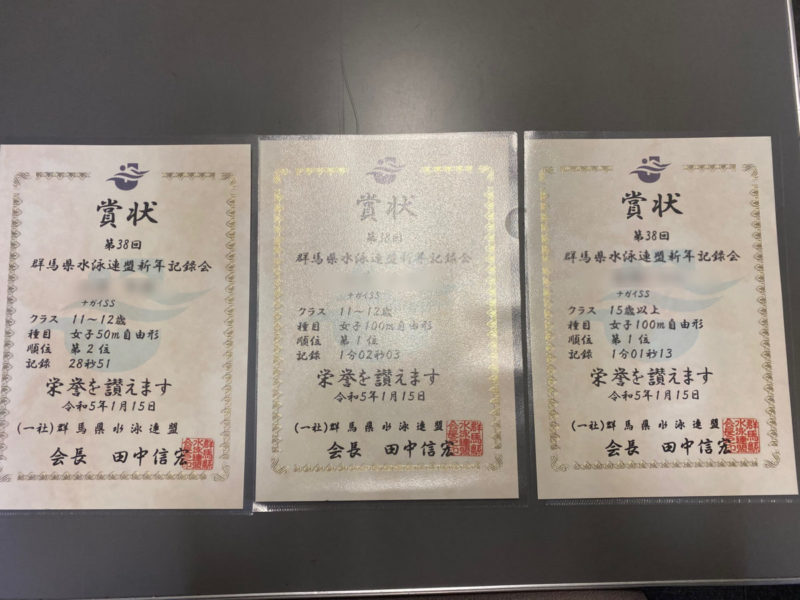 賞状
第38回
群馬県水泳連盟新年記録会
ナガイSS
クラス 11～12歳
種目 女子50m自由形
順位 第2位
記録 28秒51
栄誉を讃えます
令和5年1月15日
(一社)群馬県水泳連盟
会長 田中信宏
賞状
第38回
群馬県水泳連盟新年記録会
ナガイSS
クラス 11～12歳
種目 女子100m自由形
順位 第1位
記録 1分02秒03
栄誉を讃えます
令和5年1月15日
(一社)群馬県水泳連盟
会長 田中信宏
賞状
第38回
群馬県水泳連盟新年記録会
ナガイSS
クラス 15歳以上
種目 女子100m自由形
順位 第1位
記録 1分01秒13
栄誉を讃えます
令和5年1月15日
(一社)群馬県水泳連盟
会長 田中信宏